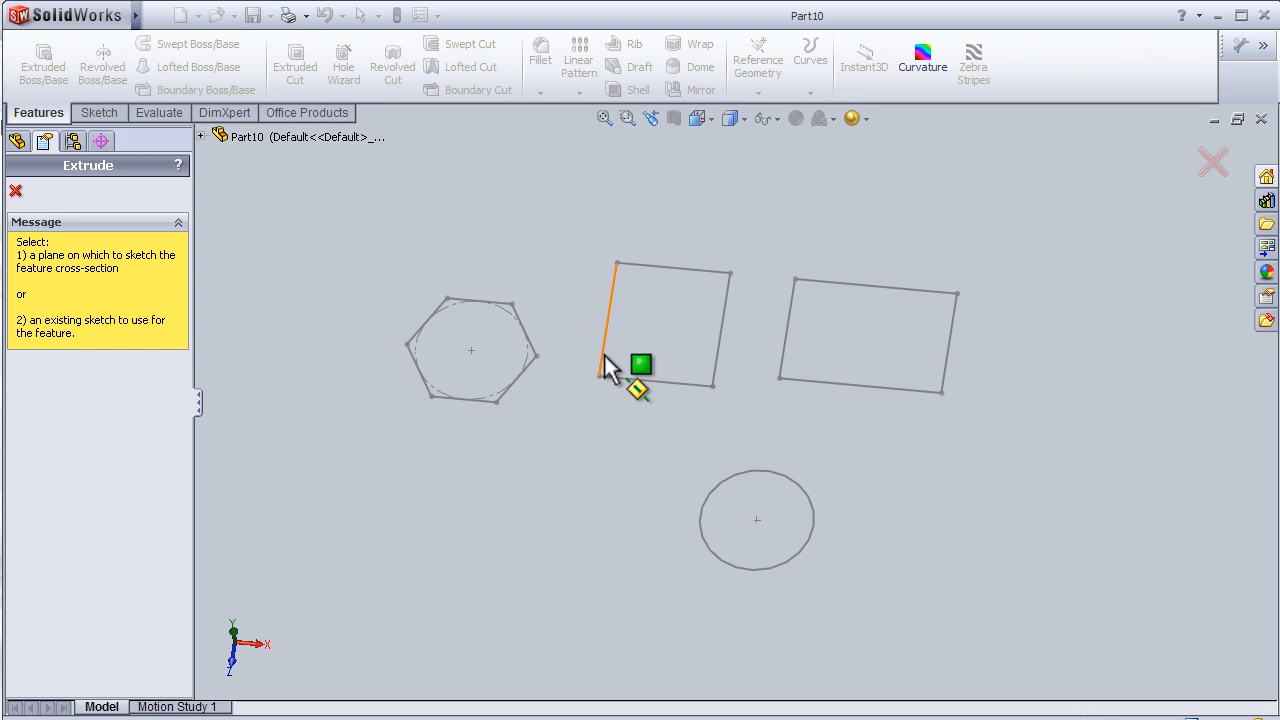 SolidWorks
Part10
?
Extruded Boss/Base
Revolved Boss/Base
Swept Boss/Base
Lofted Boss/Base
Boundary Boss/Base
Extruded Cut
Hole Wizard
Revolved Cut
Swept Cut
Lofted Cut
Boundary Cut
Fillet
Linear Pattern
Rib
Draft
Shell
Wrap
Dome
Mirror
Reference Geometry
Curves
Instant3D
Curvature
Zebra Stripes
Features
Sketch
Evaluate
DimXpert
Office Products
Part10 (Default<<Default>_...
Extrude
?
Message
Select:
1) a plane on which to sketch the
feature cross-section
or
2) an existing sketch to use for
the feature.
Y
X
Z
Model
Motion Study 1